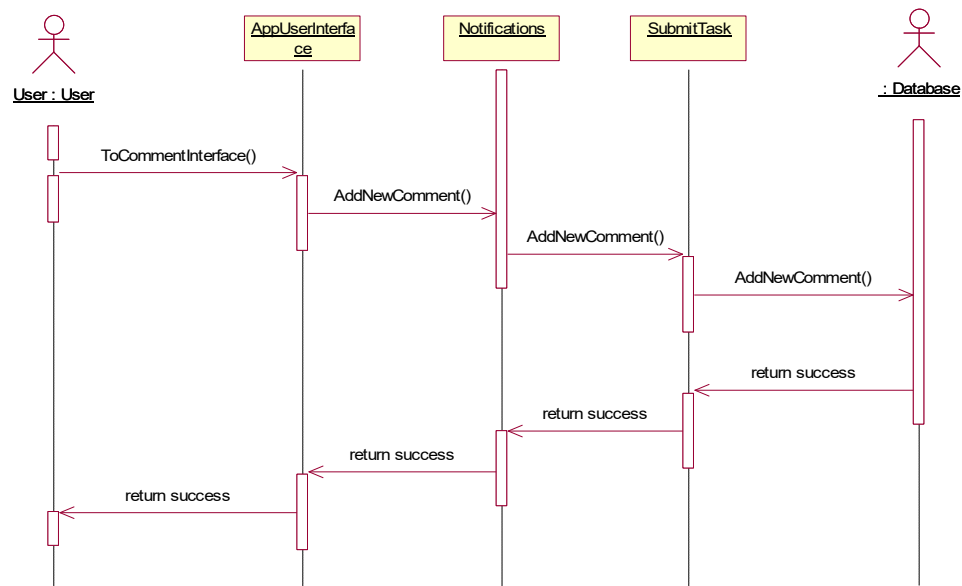 AppUserInterfa
ce
Notifications
SubmitTask
User : User
: Database
ToCommentInterface()
AddNewComment()
AddNewComment()
AddNewComment()
return success
return success
return success
return success